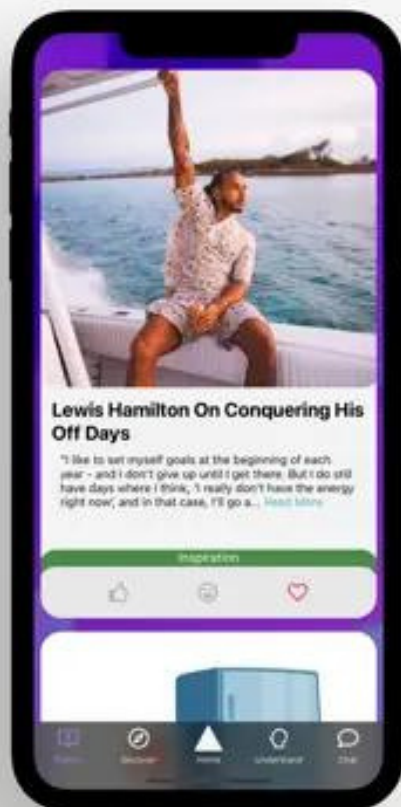 Lewis Hamilton On Conquering His
Off Days
"I like to set myself goals at the beginning of each
year - and I don't give up until I get there. But I do still
have days where I think, 'I really don't have the energy
right now', and in that case, I'll go a... Read More
Inspiration
Discover
Home
Understand
Chat